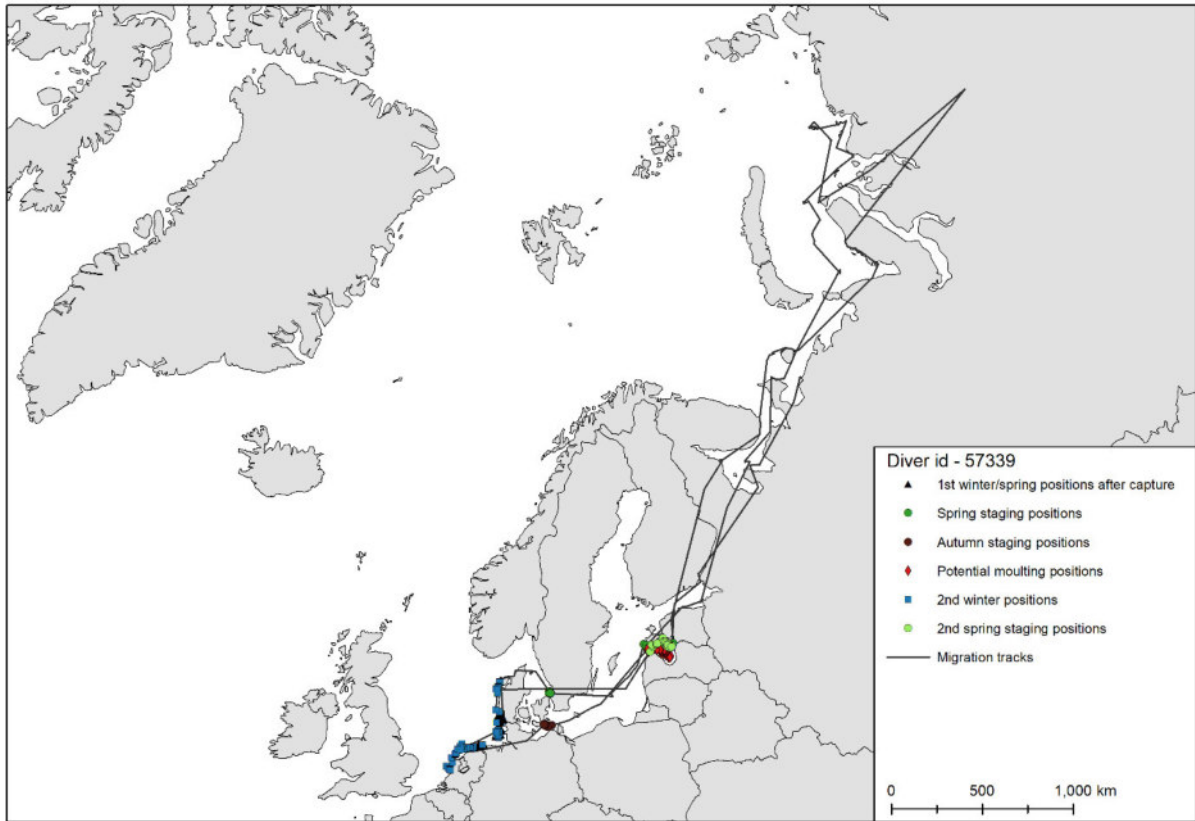 Diver id - 57339
1st winter/spring positions after capture
Spring staging positions
Autumn staging positions
Potential moulting positions
2nd winter positions
2nd spring staging positions
Migration tracks
0 500 1,000 km